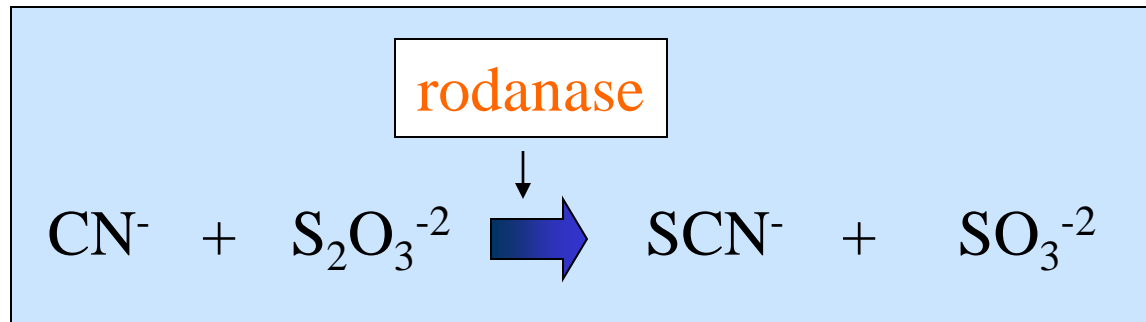 rodanase
CN⁻ + S₂O₃⁻² SCN⁻ + SO₃⁻²